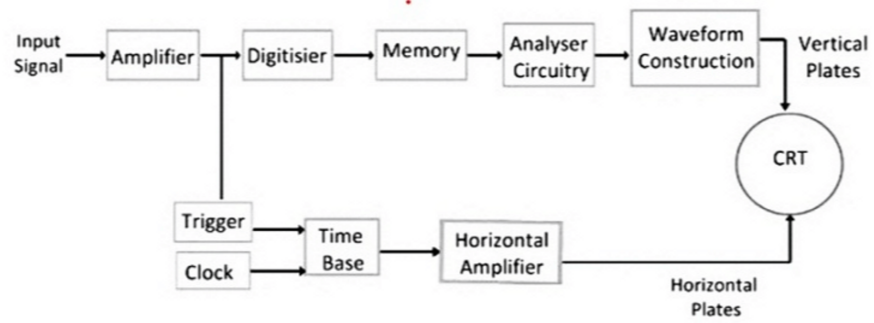 Input
Signal
Amplifier
Digitisier
Memory
Analyser
Circuitry
Waveform
Construction
Vertical
Plates
CRT
Trigger
Clock
Time
Base
Horizontal
Amplifier
Horizontal
Plates